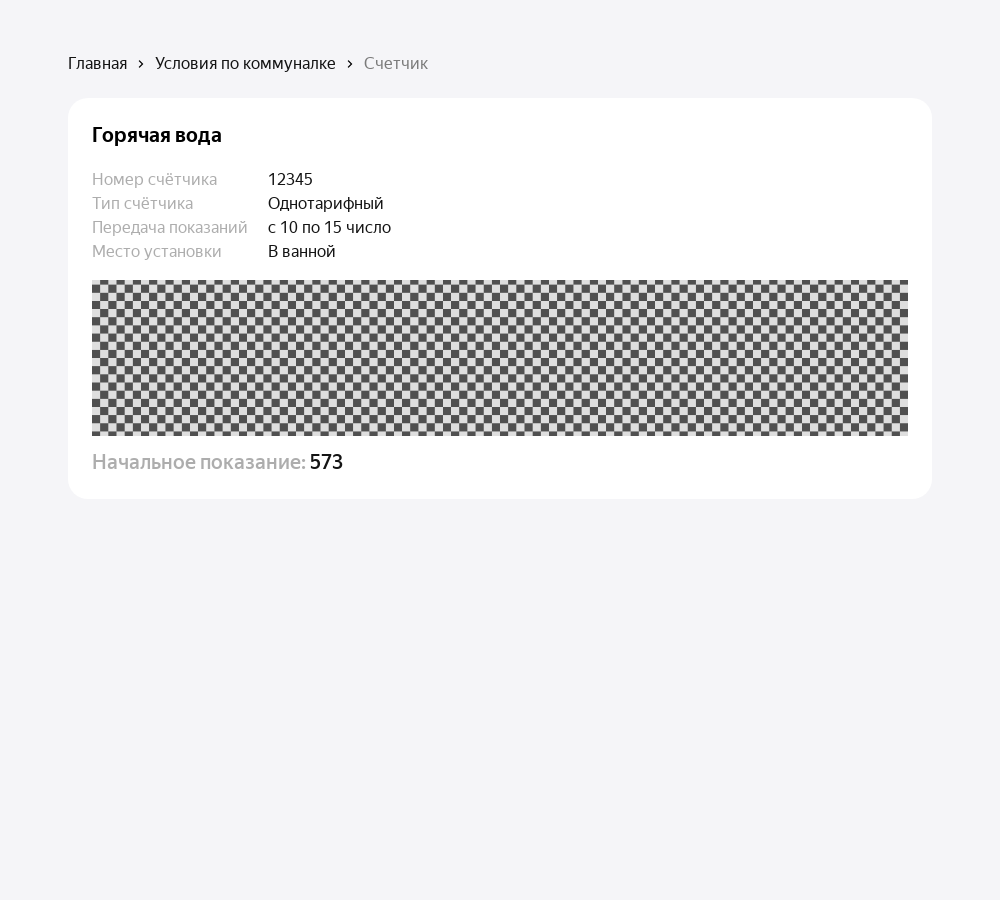 Главная › Условия по коммуналке › Счетчик
Горячая вода
Номер счётчика 12345
Тип счётчика Однотарифный
Передача показаний с 10 по 15 число
Место установки В ванной
Начальное показание: 573